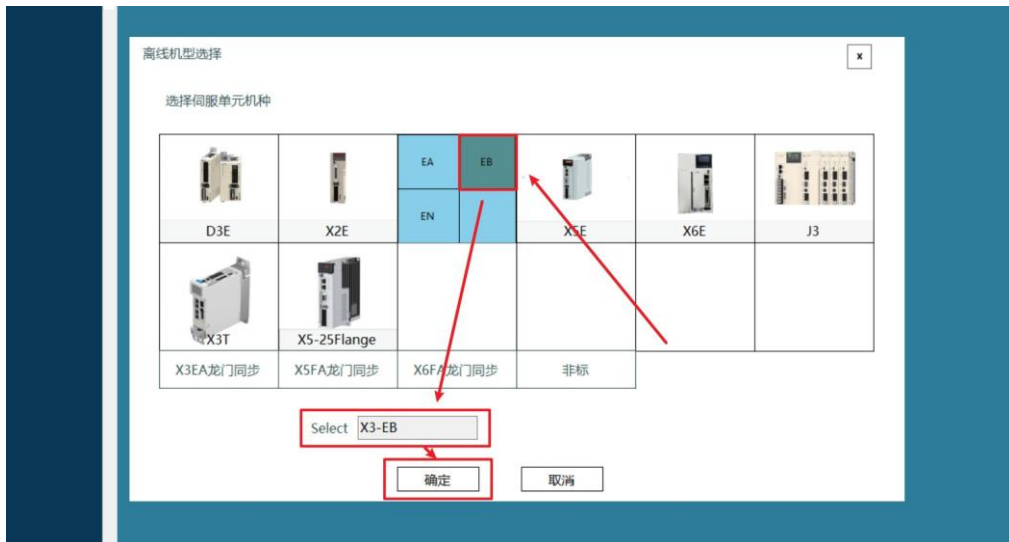 离线机型选择
x
选择伺服单元机种
EA
EB
EN
D3E
X2E
X5E
X6E
J3
X3T
X5-25Flange
X3EA龙门同步
X5FA龙门同步
X6FA龙门同步
非标
Select X3-EB
确定
取消